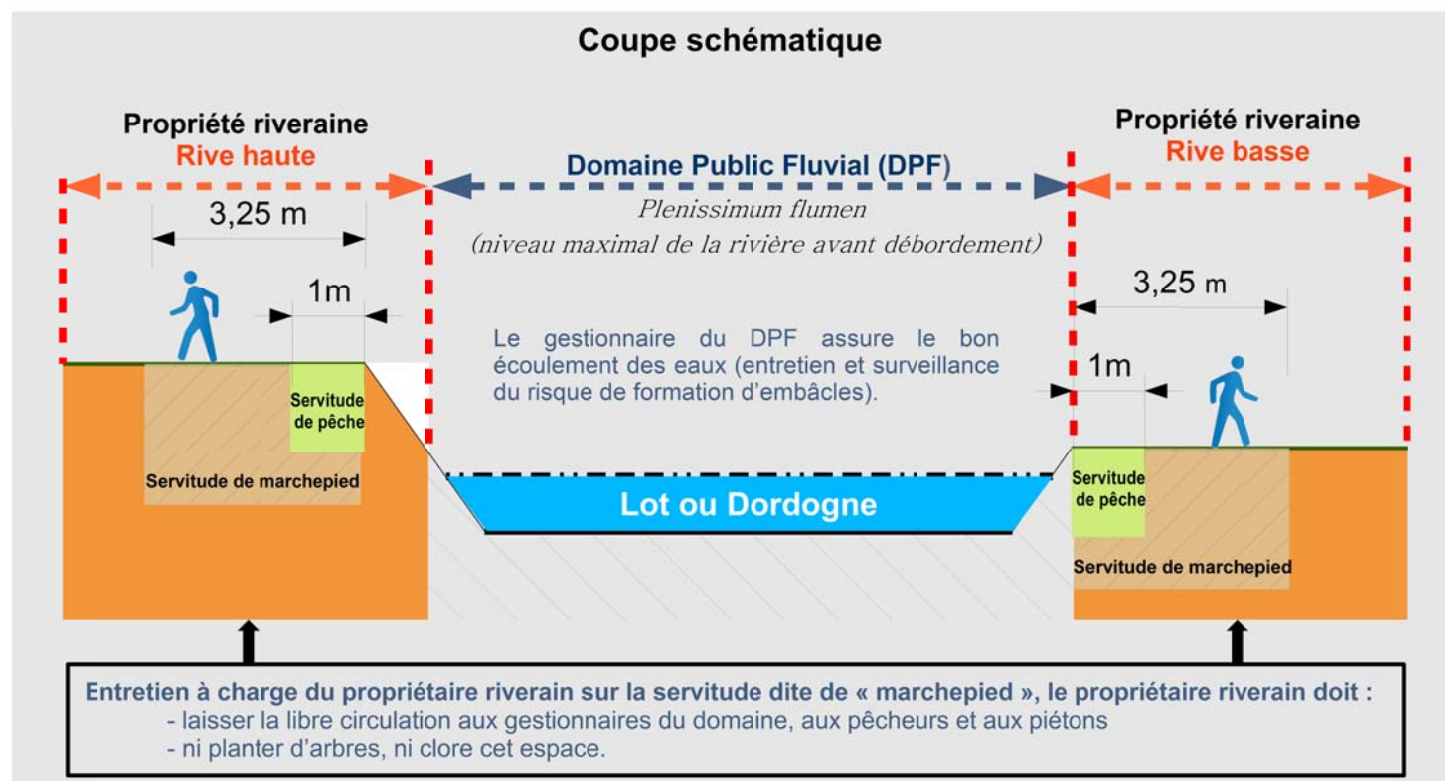 Coupe schématique
Propriété riveraine
Rive haute
Domaine Public Fluvial (DPF)
Plenissimum flumen
(niveau maximal de la rivière avant débordement)
Propriété riveraine
Rive basse
3,25 m
1m
3,25 m
1m
Le gestionnaire du DPF assure le bon
écoulement des eaux (entretien et surveillance
du risque de formation d'embâcles).
Servitude
de pêche
Servitude de marchepied
Lot ou Dordogne
Servitude
de pêche
Servitude de marchepied
Entretien à charge du propriétaire riverain sur la servitude dite de « marchepied », le propriétaire riverain doit :
- laisser la libre circulation aux gestionnaires du domaine, aux pêcheurs et aux piétons
- ni planter d'arbres, ni clore cet espace.